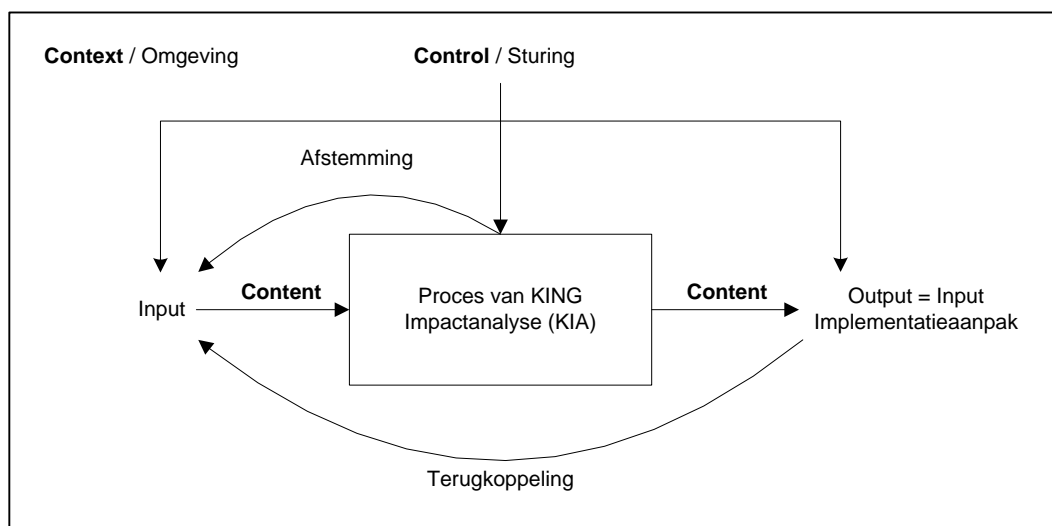 Context / Omgeving
Control / Sturing
Afstemming
Input
Content
Proces van KING
Impactanalyse (KIA)
Content
Output = Input
Implementatieaanpak
Terugkoppeling